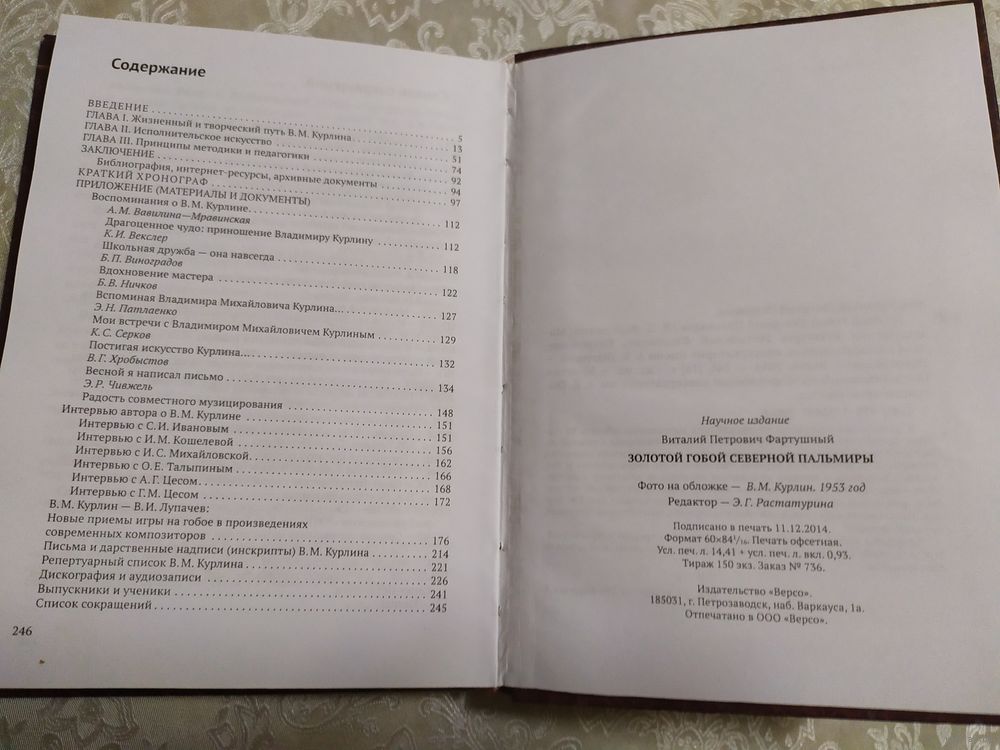 Содержание
ВВЕДЕНИЕ 5
ГЛАВА I. Жизненный и творческий путь В.М. Курлина 13
ГЛАВА II. Исполнительское искусство 51
ГЛАВА III. Принципы методики и педагогики 74
ЗАКЛЮЧЕНИЕ 92
Библиография, интернет-ресурсы, архивные документы 94
КРАТКИЙ ХРОНОГРАФ 97
ПРИЛОЖЕНИЕ (МАТЕРИАЛЫ И ДОКУМЕНТЫ)
Воспоминания о В.М. Курлине 112
А.М. Вавилина—Мравинская
Драгоценное чудо: приношение Владимиру Курлину 112
К.И. Векслер
Школьная дружба — она навсегда 118
Б.П. Виноградов
Вдохновение мастера 122
Б.В. Ничков
Вспоминая Владимира Михайловича Курлина... 127
Э.Н. Патлаенко
Мои встречи с Владимиром Михайловичем Курлиным 129
К.С. Серков
Постигая искусство Курлина... 132
В.Г. Хробыстов
Весной я написал письмо 134
Э.Р. Чивжель
Радость совместного музицирования 148
Интервью автора о В.М. Курлине 151
Интервью с С.И. Ивановым 151
Интервью с И.М. Кошелевой 156
Интервью с И.С. Михайловской 162
Интервью с О.Е. Талыпиным 166
Интервью с А.Г. Цесом 168
Интервью с Г.М. Цесом 172
В.М. Курлин — В.И. Лупачев:
Новые приемы игры на гобое в произведениях
современных композиторов 176
Письма и дарственные надписи (инскрипты) В.М. Курлина 214
Репертуарный список В.М. Курлина 221
Дискография и аудиозаписи 226
Выпускники и ученики 241
Список сокращений 245
246
Научное издание
Виталий Петрович Фартушный
ЗОЛОТОЙ ГОБОЙ СЕВЕРНОЙ ПАЛЬМИРЫ
Фото на обложке — В.М. Курлин. 1953 год
Редактор — Э.Г. Растатурина
Подписано в печать 11.12.2014.
Формат 60×84¹/₁₆. Печать офсетная.
Усл. печ. л. 14,41 + усл. печ. л. вкл. 0,93.
Тираж 150 экз. Заказ № 736.
Издательство «Версо».
185031, г. Петрозаводск, наб. Варкауса, 1а.
Отпечатано в ООО «Версо».